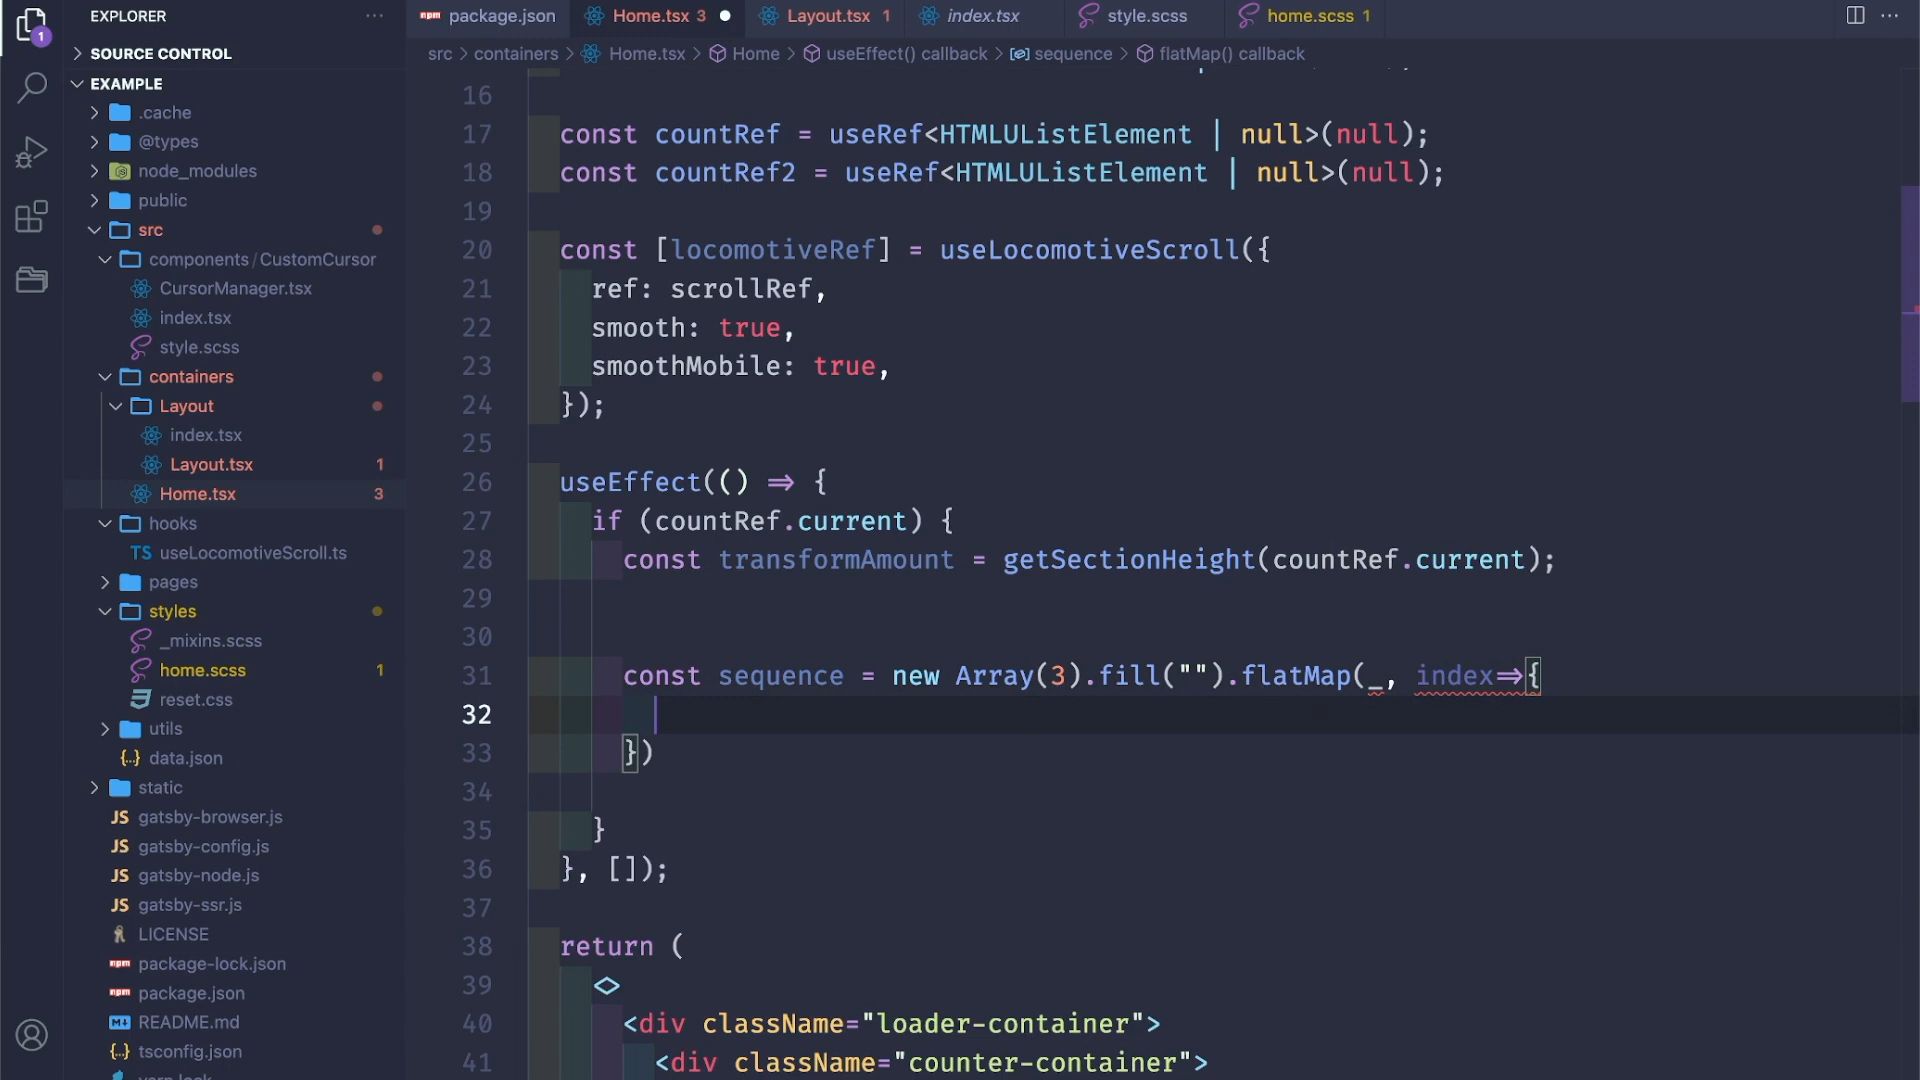 EXPLORER
SOURCE CONTROL
EXAMPLE
.cache
@types
node_modules
public
src
components / CustomCursor
CursorManager.tsx
index.tsx
style.scss
containers
Layout
index.tsx
Layout.tsx 1
Home.tsx 3
hooks
TS useLocomotiveScroll.ts
pages
styles
_mixins.scss
home.scss 1
reset.css
utils
{..} data.json
static
JS gatsby-browser.js
JS gatsby-config.js
JS gatsby-node.js
JS gatsby-ssr.js
LICENSE
package-lock.json
package.json
README.md
{..} tsconfig.json
1
package.json
Home.tsx 3
Layout.tsx 1
index.tsx
style.scss
home.scss 1
src > containers > Home.tsx > Home > useEffect() callback > sequence > flatMap() callback
16
17 const countRef = useRef<HTMLUListElement | null>(null);
18 const countRef2 = useRef<HTMLUListElement | null>(null);
19
20 const [locomotiveRef] = useLocomotiveScroll({
21 ref: scrollRef,
22 smooth: true,
23 smoothMobile: true,
24 });
25
26 useEffect(() => {
27 if (countRef.current) {
28 const transformAmount = getSectionHeight(countRef.current);
29
30
31 const sequence = new Array(3).fill("").flatMap(_, index=>{
32
33 })
34
35 }
36 }, []);
37
38 return (
39 <>
40 <div className="loader-container">
41 <div className="counter-container">